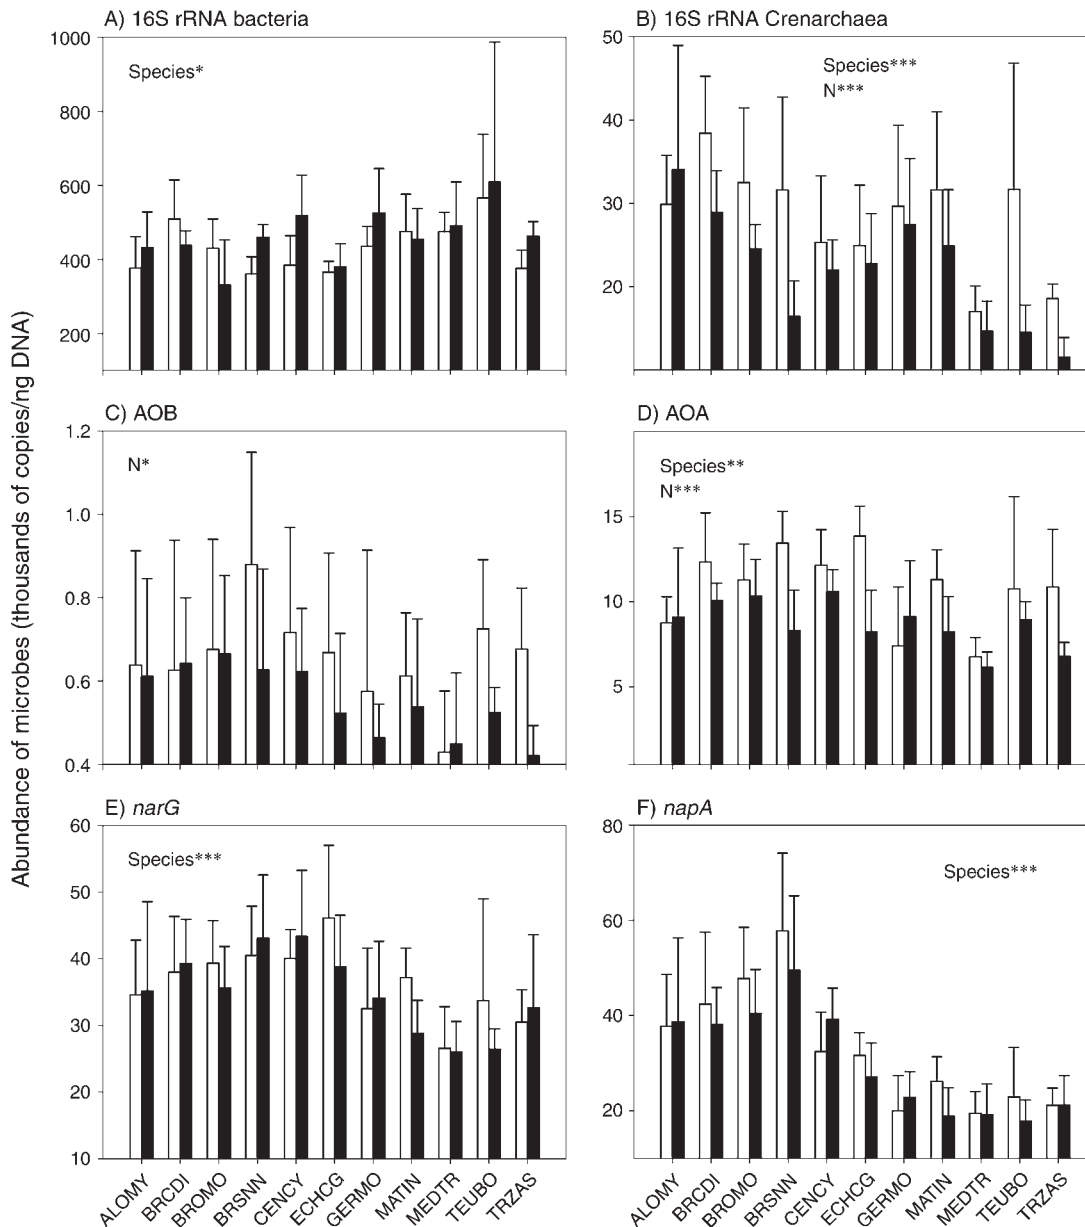 Abundance of microbes (thousands of copies/ng DNA)
A) 16S rRNA bacteria
Species*
1000
800
600
400
200
B) 16S rRNA Crenarchaea
Species***
N***
50
40
30
20
C) AOB
N*
1.2
1.0
0.8
0.6
0.4
D) AOA
Species**
N***
15
10
5
E) narG
Species***
60
50
40
30
20
10
ALOMY
BRCDI
BROMO
BRSNN
CENCY
ECHCG
GERMO
MATIN
MEDTR
TEUBO
TRZAS
F) napA
Species***
80
60
40
20
ALOMY
BRCDI
BROMO
BRSNN
CENCY
ECHCG
GERMO
MATIN
MEDTR
TEUBO
TRZAS